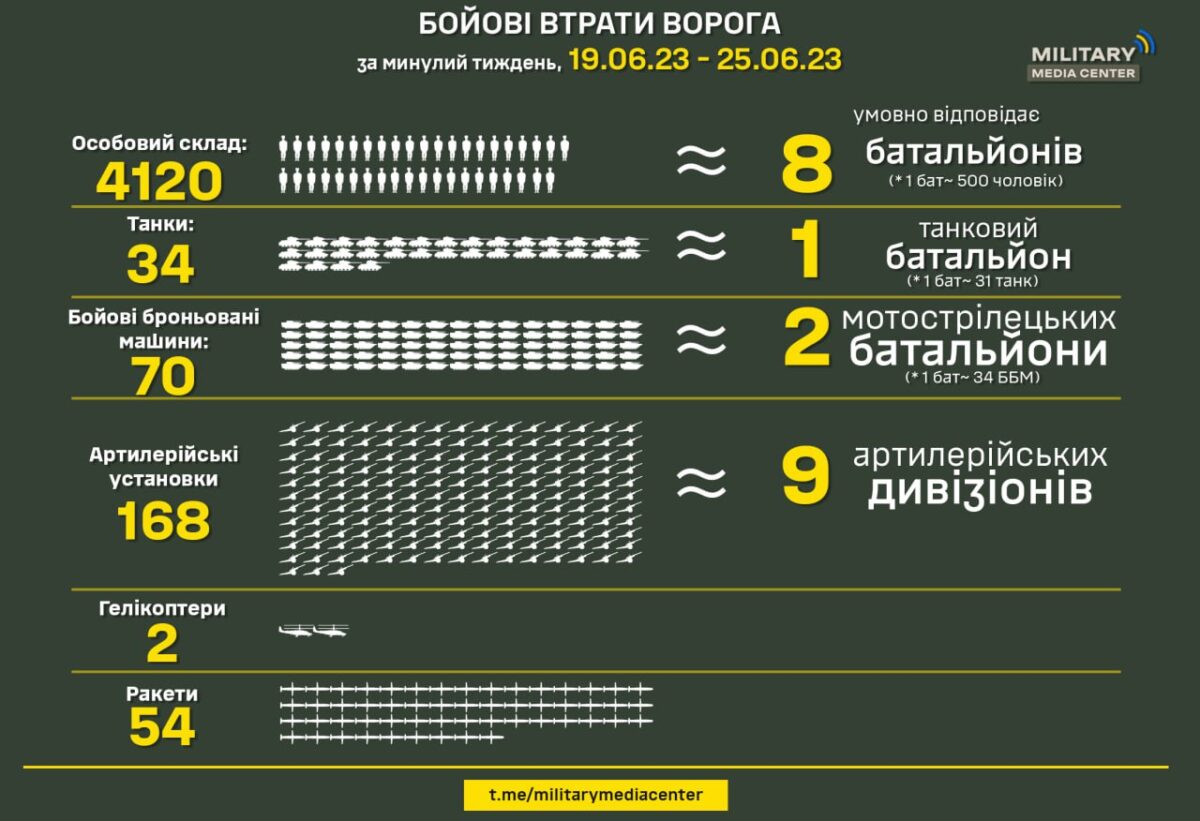 БОЙОВІ ВТРАТИ ВОРОГА
за минулий тиждень, 19.06.23 - 25.06.23
MILITARY
MEDIA CENTER
Особовий склад:
4120
≈
8
умовно відповідає
батальйонів
(*1 бат~ 500 чоловік)
Танки:
34
≈
1
танковий
батальйон
(*1 бат~ 31 танк)
Бойові броньовані
машини:
70
≈
2
мотострілецьких
батальйони
(*1 бат~ 34 ББМ)
Артилерійські
установки
168
≈
9
артилерійських
дивізіонів
Гелікоптери
2
Ракети
54
t.me/militarymediacenter